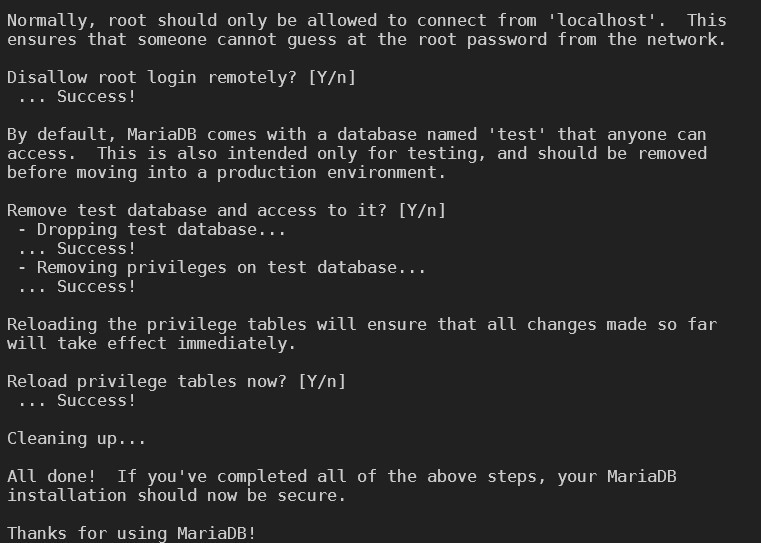 Normally, root should only be allowed to connect from 'localhost'.  This
ensures that someone cannot guess at the root password from the network.
Disallow root login remotely? [Y/n]
 ... Success!
By default, MariaDB comes with a database named 'test' that anyone can
access.  This is also intended only for testing, and should be removed
before moving into a production environment.
Remove test database and access to it? [Y/n]
 - Dropping test database...
 ... Success!
 - Removing privileges on test database...
 ... Success!
Reloading the privilege tables will ensure that all changes made so far
will take effect immediately.
Reload privilege tables now? [Y/n]
 ... Success!
Cleaning up...
All done!  If you've completed all of the above steps, your MariaDB
installation should now be secure.
Thanks for using MariaDB!